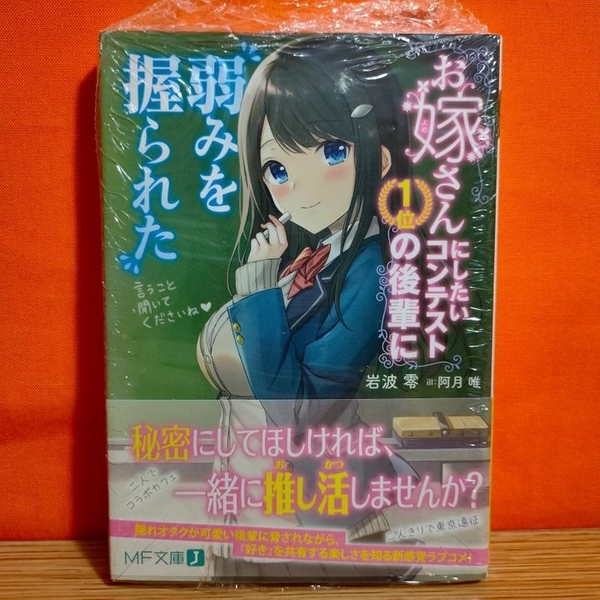 お嫁さんにしたい
よめ
コンテスト
1位の後輩に
弱みを
握られた
言うこと
聞いて
くださいね♥
岩波 零 ill:阿月 唯
秘密にしてほしければ、
一緒に推し活しませんか?
お かつ
二人で
コラボカフェ
二人きりで東京遠征
隠れオタクが可愛い後輩に脅されながら、
『好き』を共有する楽しさを知る新感覚ラブコメ!
MF文庫J